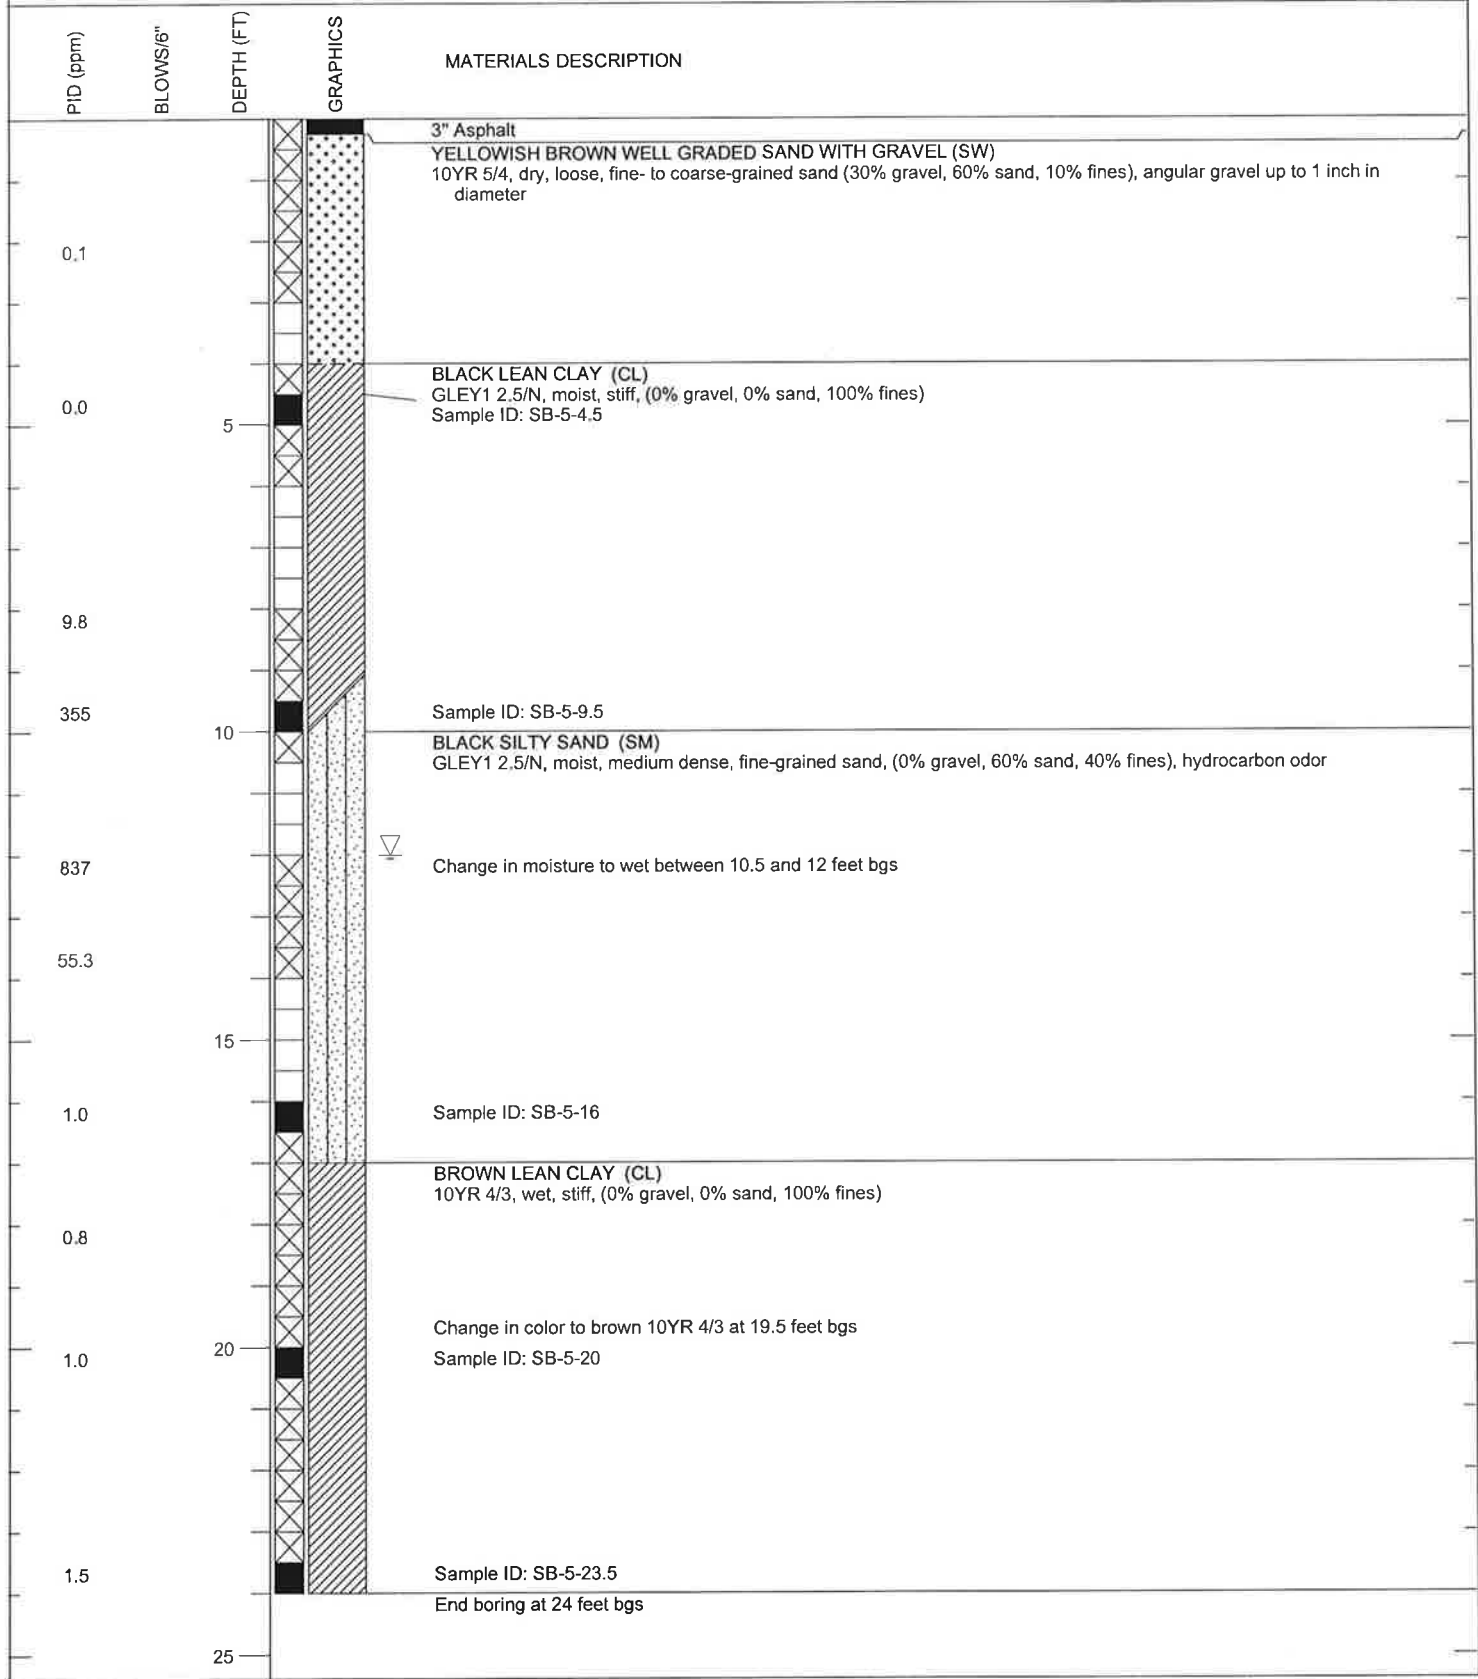 PID (ppm)
BLOWS/6"
DEPTH (FT)
GRAPHICS
MATERIALS DESCRIPTION
3" Asphalt
YELLOWISH BROWN WELL GRADED SAND WITH GRAVEL (SW)
10YR 5/4, dry, loose, fine- to coarse-grained sand (30% gravel, 60% sand, 10% fines), angular gravel up to 1 inch in
diameter
0.1
BLACK LEAN CLAY (CL)
GLEY1 2.5/N, moist, stiff, (0% gravel, 0% sand, 100% fines)
0.0
Sample ID: SB-5-4.5
5
9.8
355
Sample ID: SB-5-9.5
10
BLACK SILTY SAND (SM)
GLEY1 2.5/N, moist, medium dense, fine-grained sand, (0% gravel, 60% sand, 40% fines), hydrocarbon odor
837
Change in moisture to wet between 10.5 and 12 feet bgs
55.3
15
1.0
Sample ID: SB-5-16
BROWN LEAN CLAY (CL)
10YR 4/3, wet, stiff, (0% gravel, 0% sand, 100% fines)
0.8
Change in color to brown 10YR 4/3 at 19.5 feet bgs
20
1.0
Sample ID: SB-5-20
1.5
Sample ID: SB-5-23.5
End boring at 24 feet bgs
25